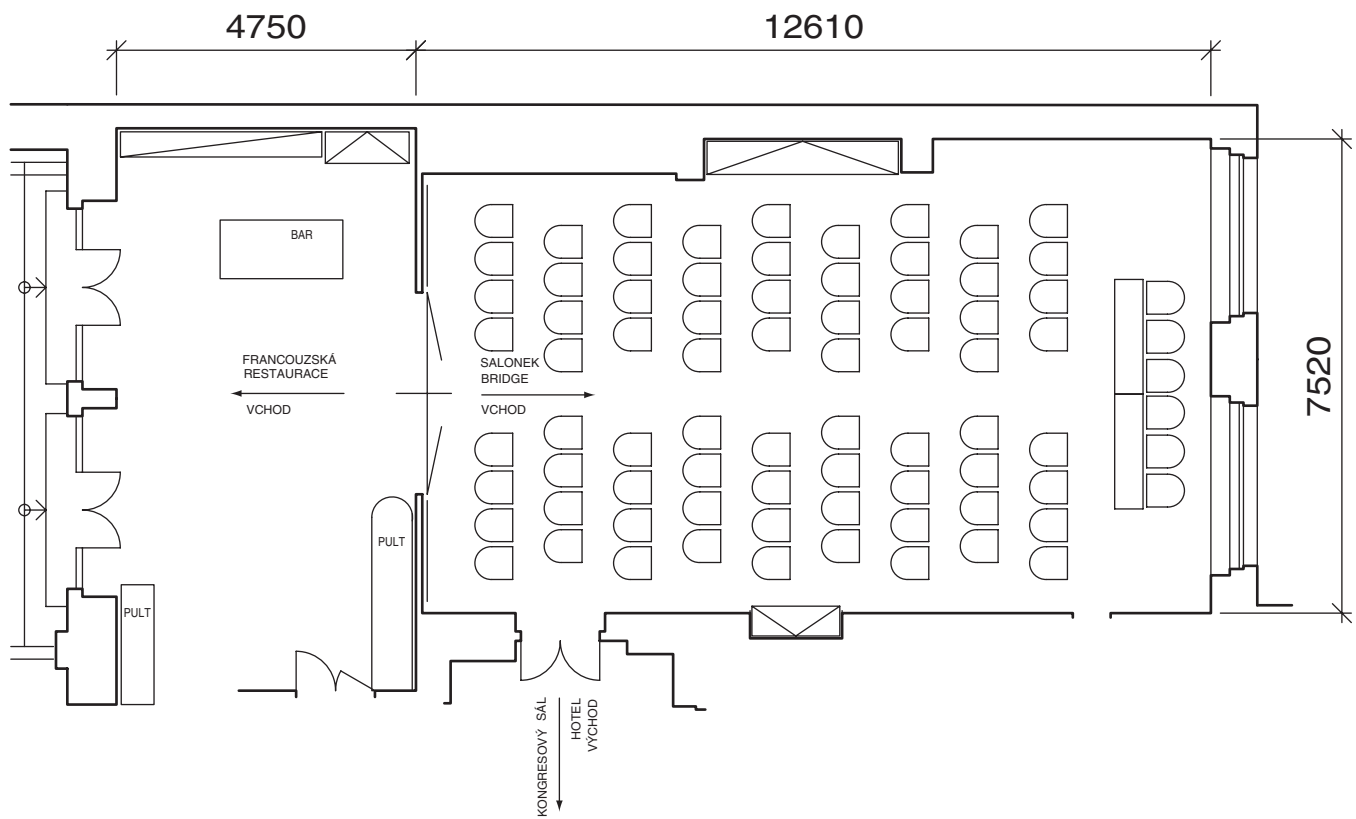 4750
12610
BAR
FRANCOUZSKÁ
RESTAURACE
VCHOD
SALONEK
BRIDGE
VCHOD
7520
PULT
PULT
KONGRESOVÝ SÁL
HOTEL
VÝCHOD